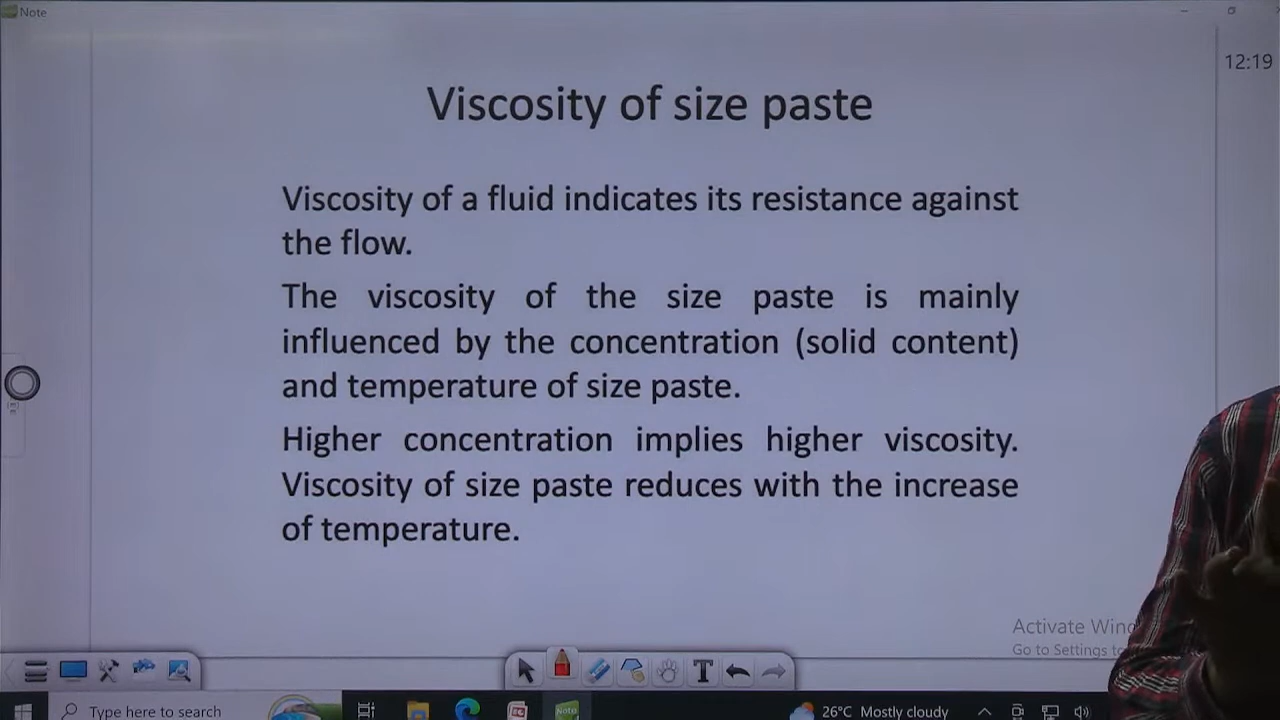 Note
12:19
Viscosity of size paste
Viscosity of a fluid indicates its resistance against
the flow.
The viscosity of the size paste is mainly
influenced by the concentration (solid content)
and temperature of size paste.
Higher concentration implies higher viscosity.
Viscosity of size paste reduces with the increase
of temperature.
Activate
Go to Settings
T
Type here to search
Note
26°C Mostly cloudy